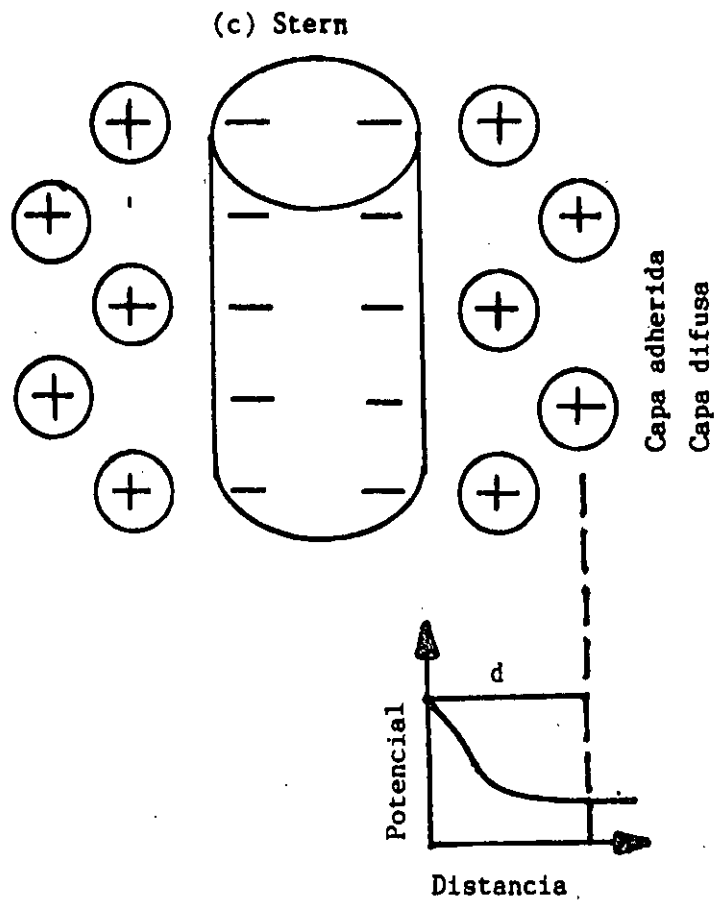 (c) Stern
Capa adherida
Capa difusa
d
Potencial
Distancia